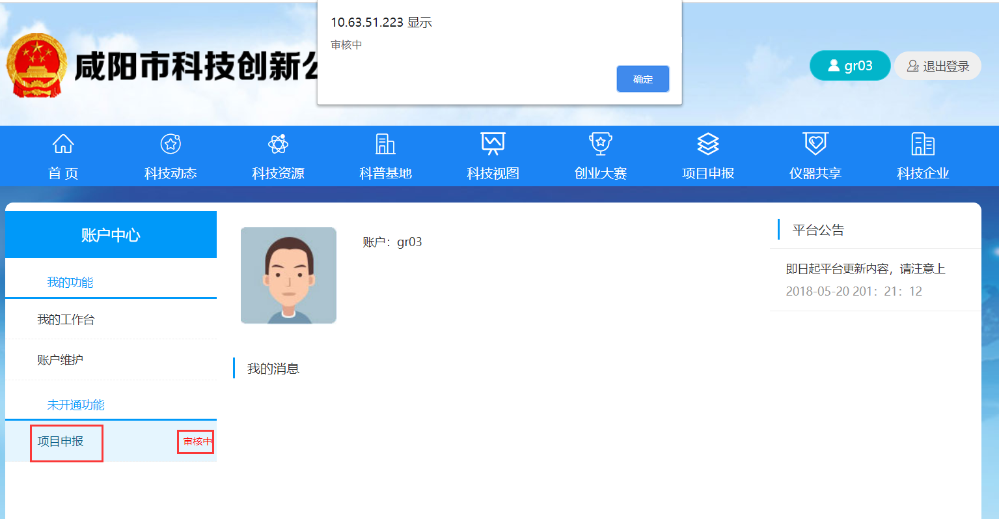 10.63.51.223 显示
审核中
确定
咸阳市科技创新
gr03
退出登录
首 页
科技动态
科技资源
科普基地
科技视图
创业大赛
项目申报
仪器共享
科技企业
账户中心
我的功能
我的工作台
账户维护
未开通功能
项目申报
审核中
账户：gr03
我的消息
平台公告
即日起平台更新内容，请注意上
2018-05-20 201：21：12